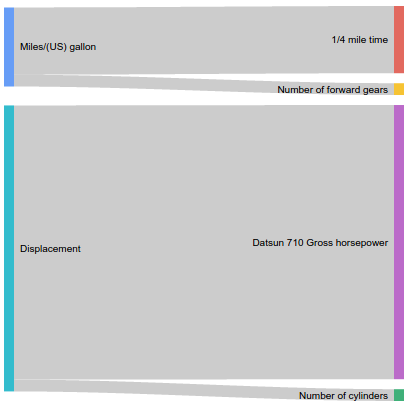 1/4 mile time
Miles/(US) gallon
Number of forward gears
Datsun 710 Gross horsepower
Displacement
Number of cylinders